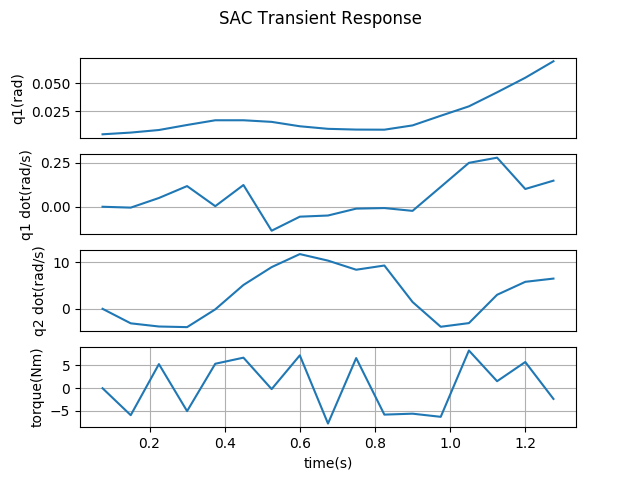 SAC Transient Response
q1(rad)
0.050
0.025
q1 dot(rad/s)
0.25
0.00
q2 dot(rad/s)
10
0
torque(Nm)
5
0
−5
0.2 0.4 0.6 0.8 1.0 1.2
time(s)